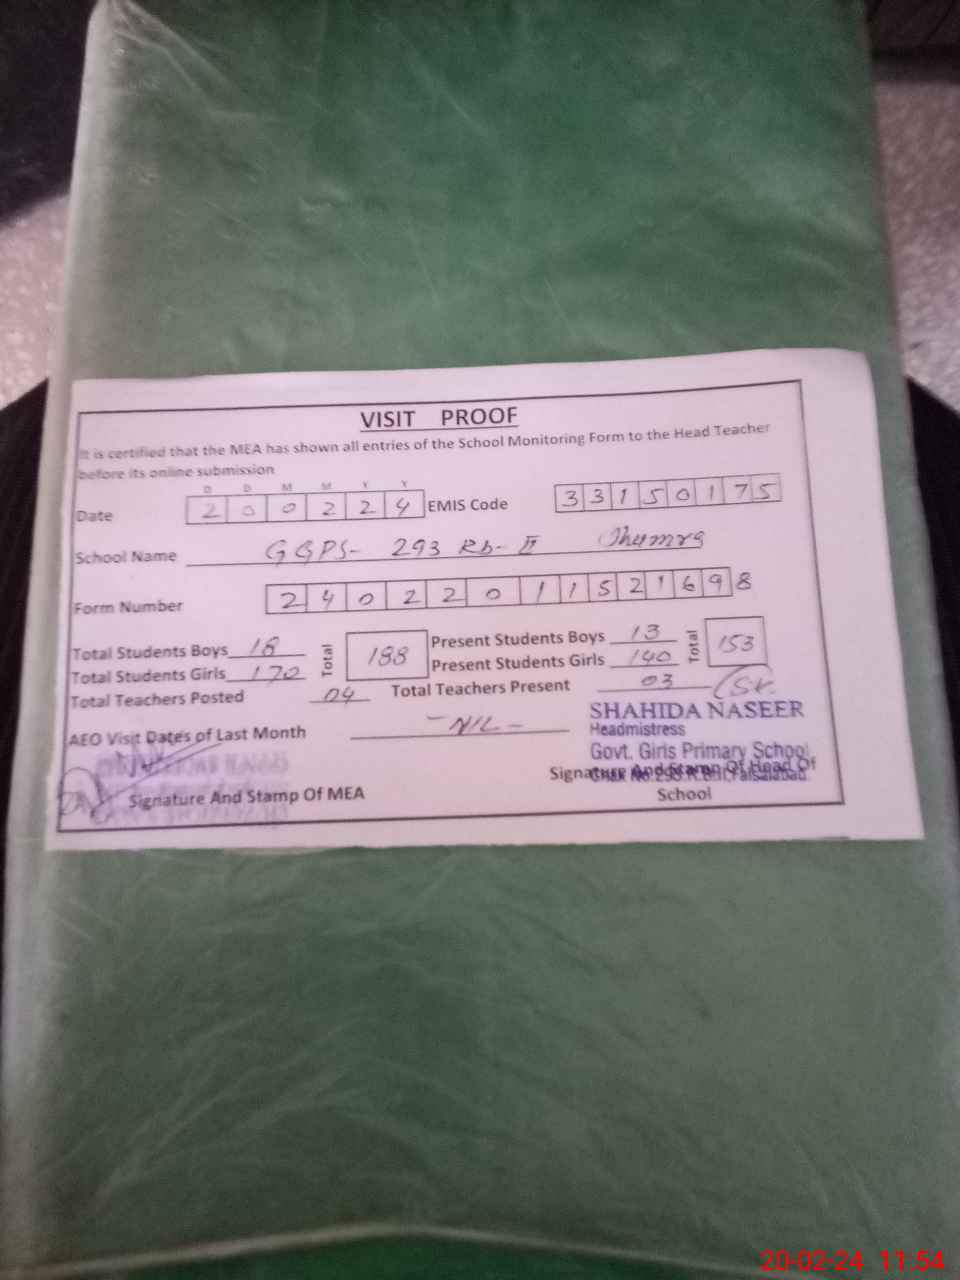 VISIT PROOF
It is certified that the MEA has shown all entries of the School Monitoring Form to the Head Teacher
before its online submission
D D M M Y Y
Date 2 0 0 2 2 4 EMIS Code 3 3 1 5 0 1 7 5
School Name GGPS- 293 Rb- II Jhumra
Form Number 2 4 0 2 2 0 1 1 5 2 1 6 9 8
Total Students Boys 18 Total 188 Present Students Boys 13 Total 153
Total Students Girls 170 Present Students Girls 140
Total Teachers Posted 04 Total Teachers Present 03
AEO Visit Dates of Last Month - NIL -
SHAHIDA NASEER
Headmistress
Govt. Girls Primary School
Chak No 293 R.B II, Faisalabad.
Signature And Stamp Of MEA
Signature And Stamp Of Head Of
School
20-02-24 11:54